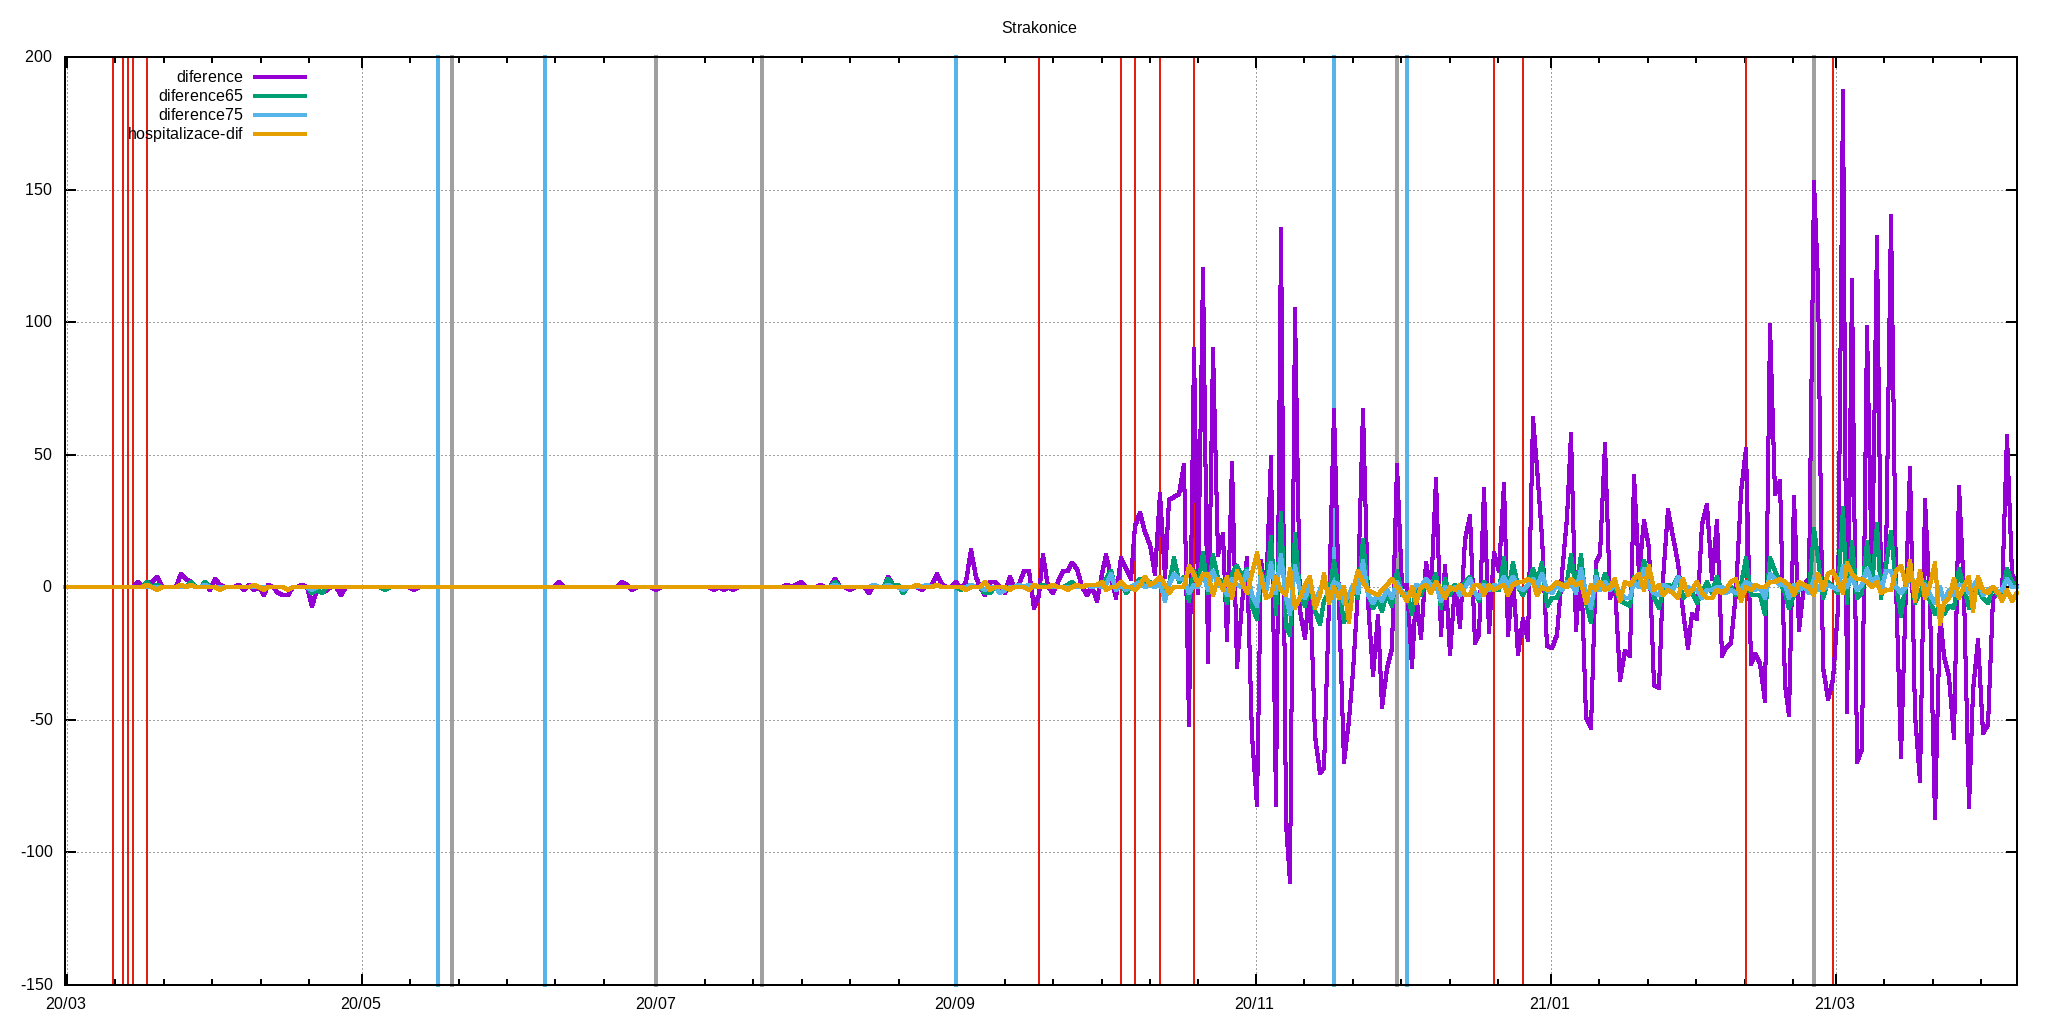 Strakonice
200
diference
diference65
diference75
hospitalizace-dif
150
100
50
0
-50
-100
-150
20/03 20/05 20/07 20/09 20/11 21/01 21/03